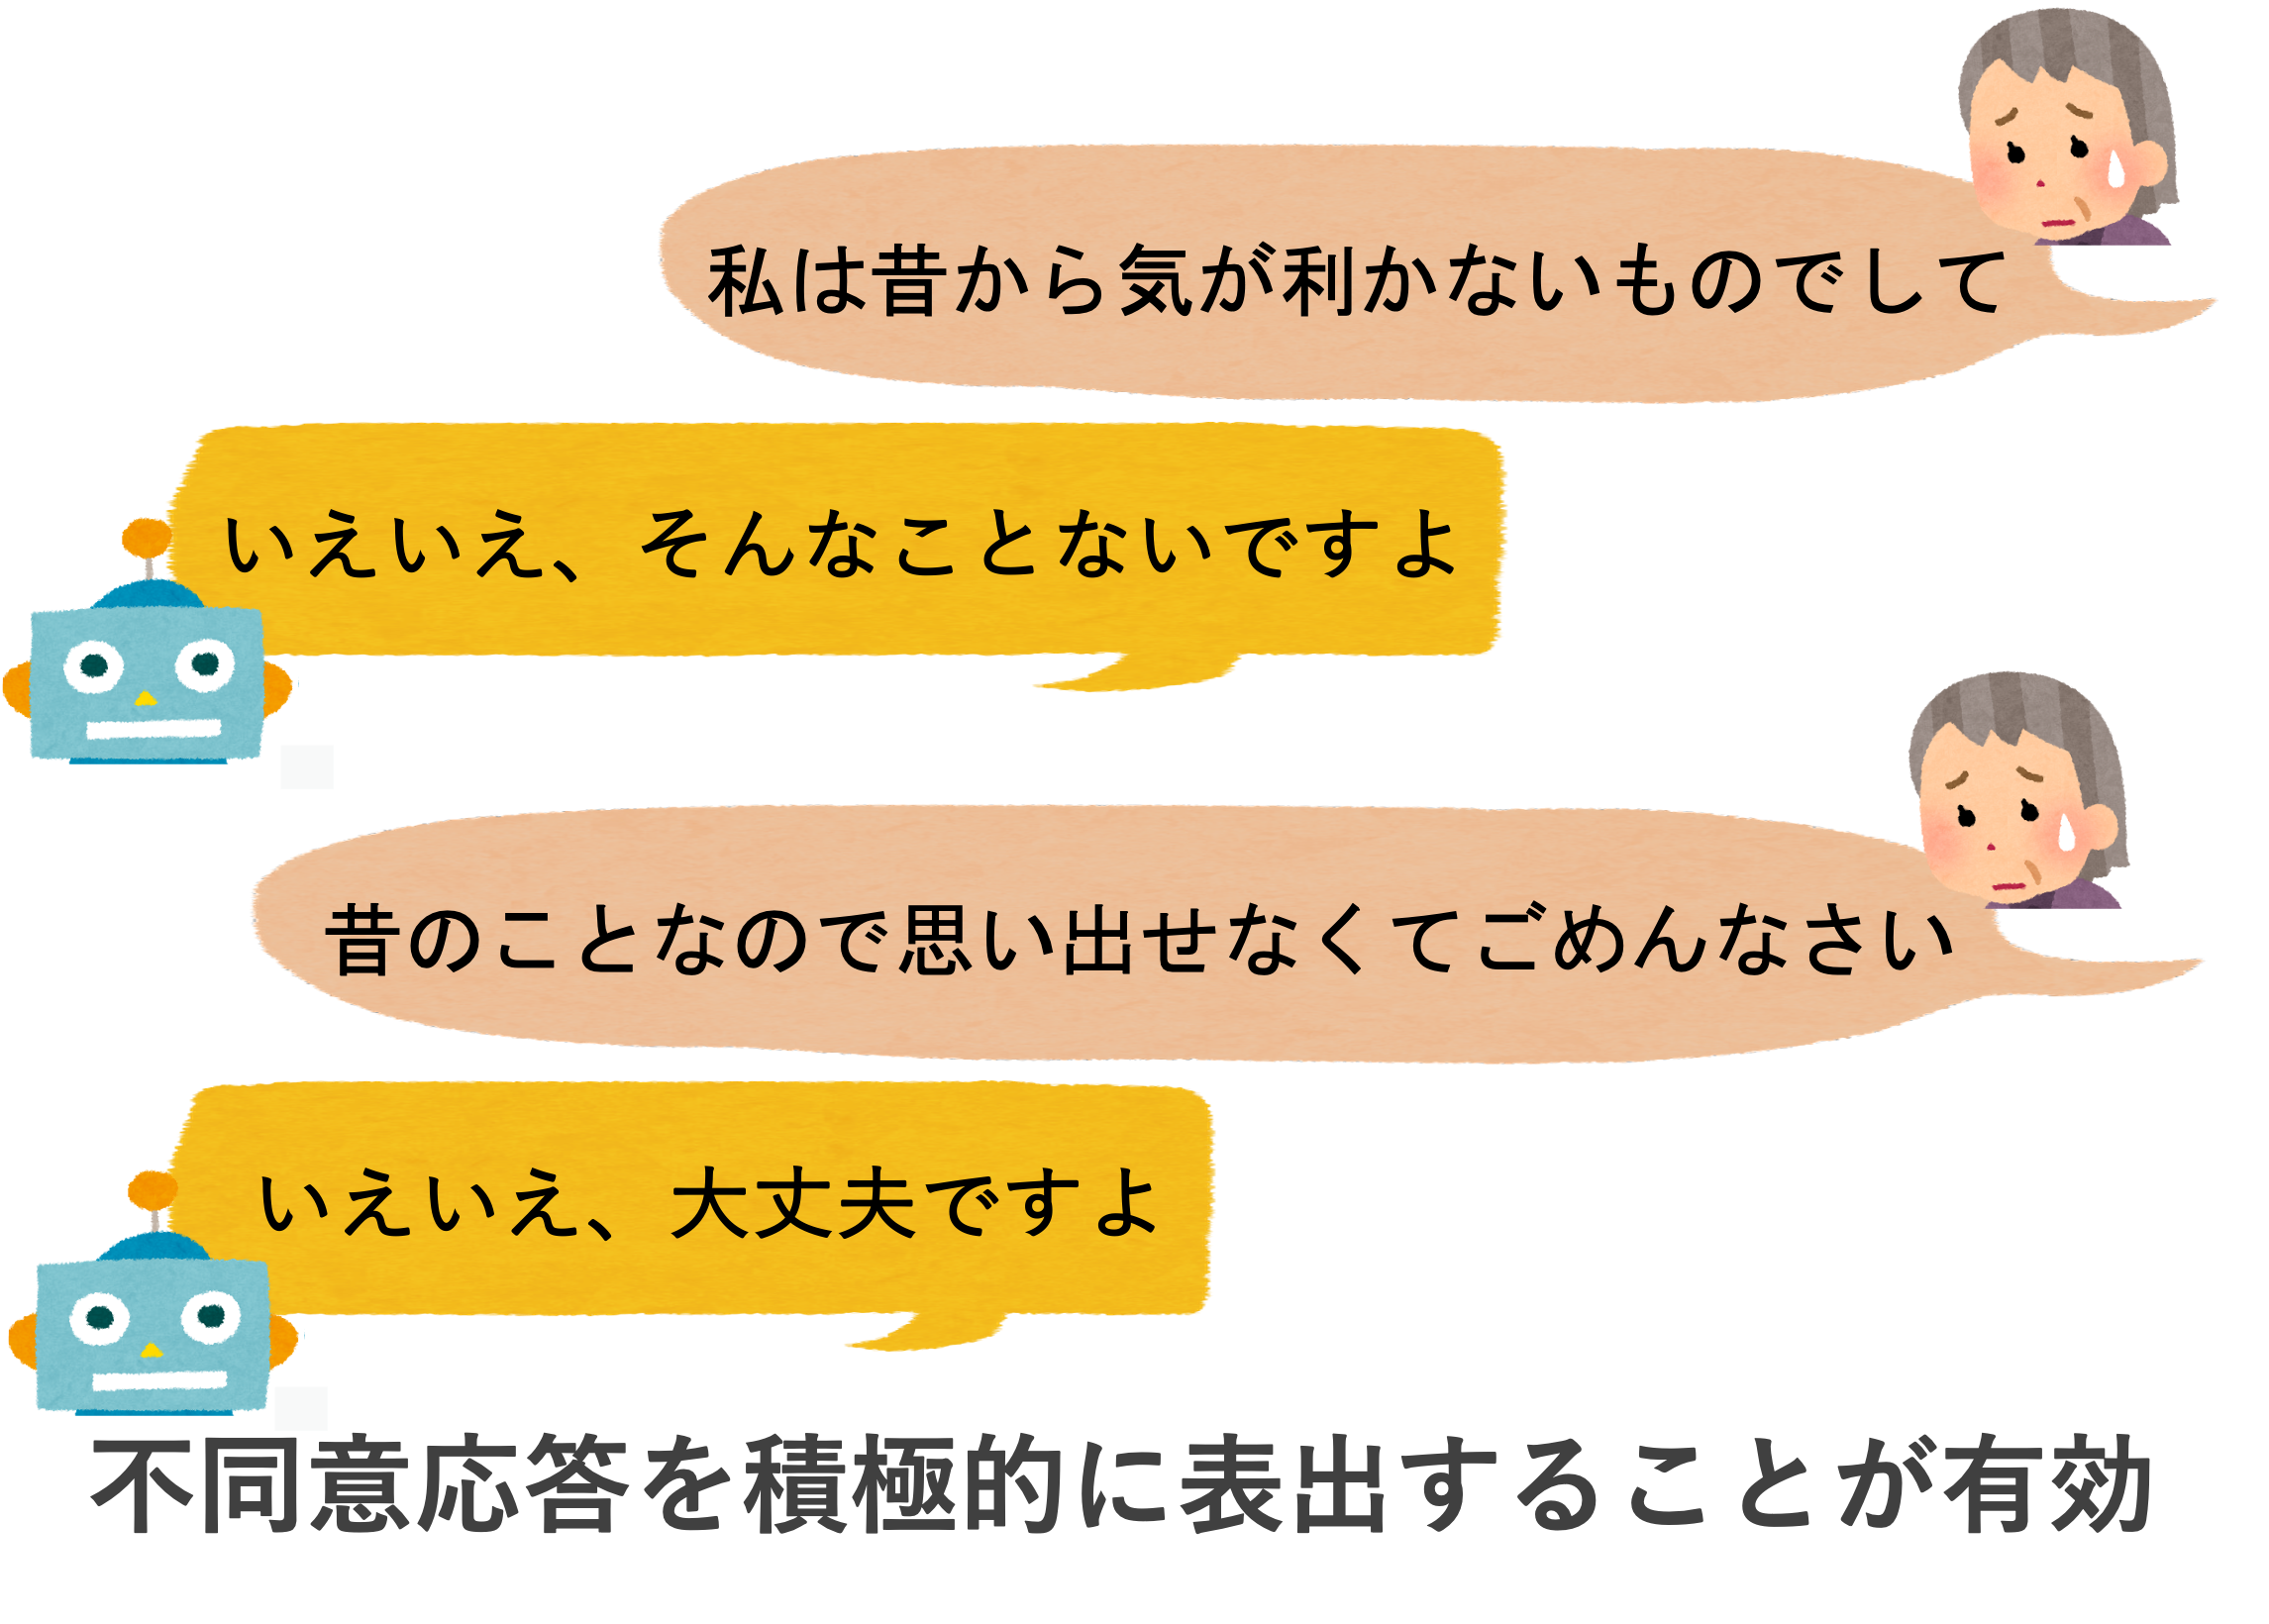 私は昔から気が利かないものでして
いえいえ、そんなことないですよ
昔のことなので思い出せなくてごめんなさい
いえいえ、大丈夫ですよ
不同意応答を積極的に表出することが有効